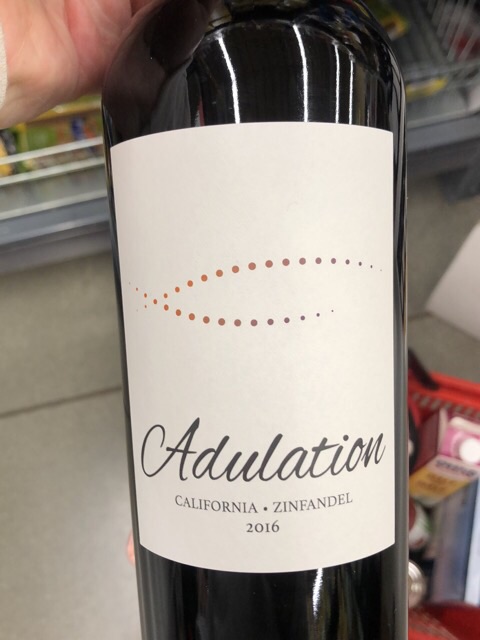 Adulation
CALIFORNIA • ZINFANDEL
2016